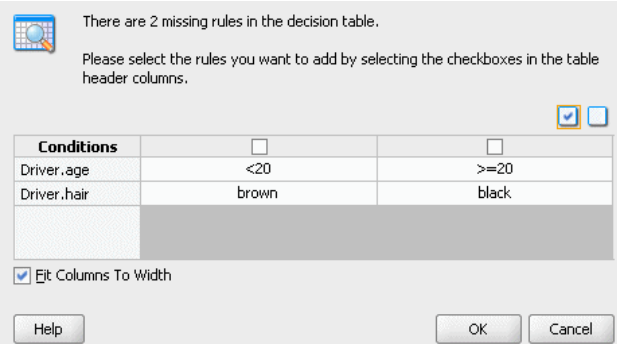 There are 2 missing rules in the decision table.
Please select the rules you want to add by selecting the checkboxes in the table
header columns.
Conditions
Driver.age <20 >=20
Driver.hair brown black
Fit Columns To Width
Help OK Cancel